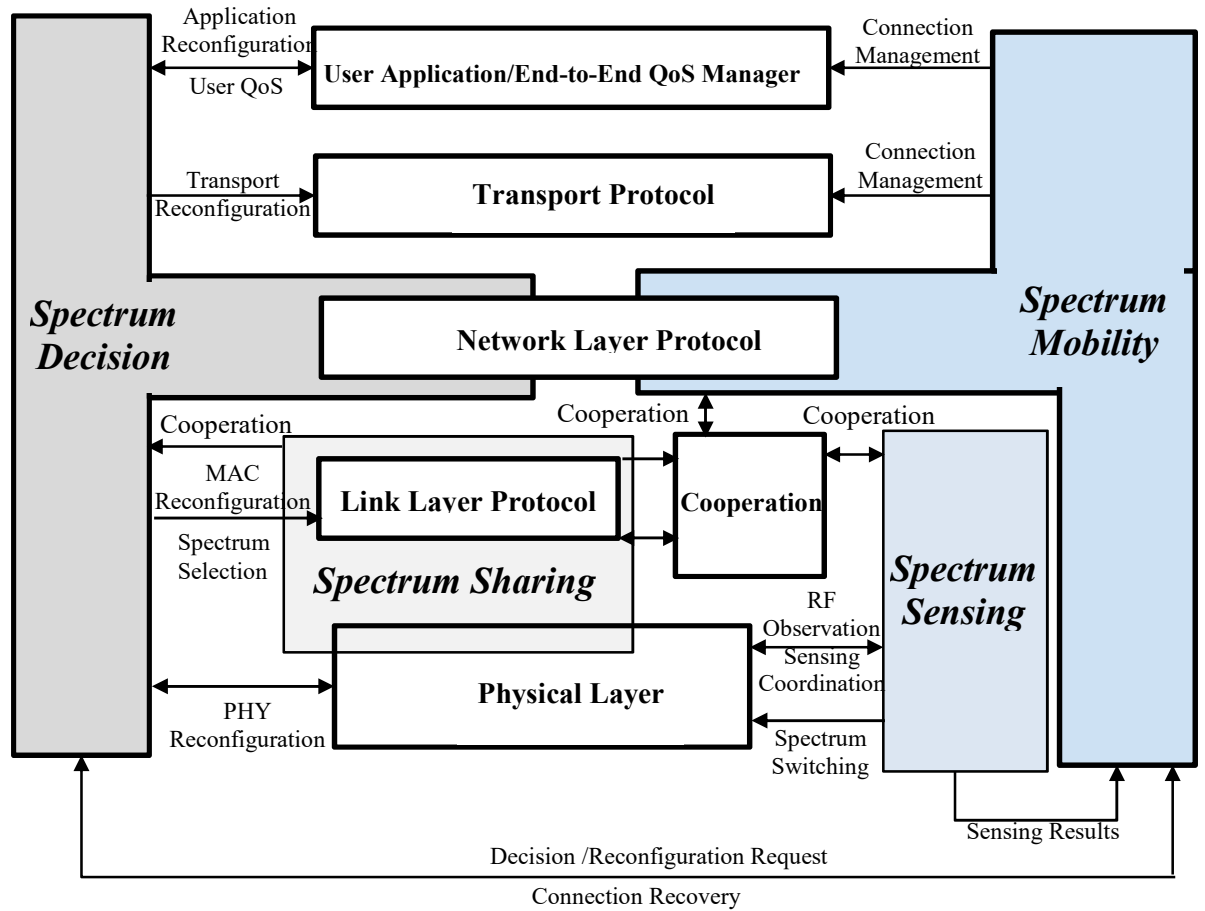 Application
Reconfiguration
User QoS
User Application/End-to-End QoS Manager
Connection
Management
Transport
Reconfiguration
Transport Protocol
Connection
Management
Spectrum
Decision
Network Layer Protocol
Spectrum
Mobility
Cooperation
Cooperation
Cooperation
MAC
Reconfiguration
Link Layer Protocol
Cooperation
Spectrum
Selection
Spectrum Sharing
Spectrum
Sensing
RF
Observation
Sensing
Coordination
Physical Layer
PHY
Reconfiguration
Spectrum
Switching
Sensing Results
Decision /Reconfiguration Request
Connection Recovery